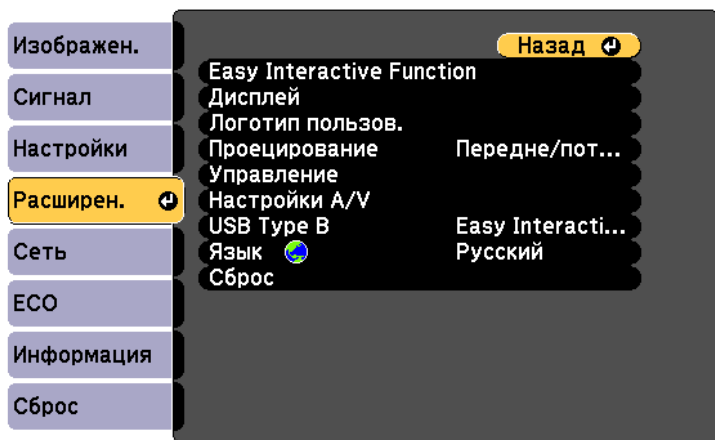 Изображен.
Сигнал
Настройки
Расширен.
Сеть
ECO
Информация
Сброс
Назад
Easy Interactive Function
Дисплей
Логотип пользов.
Проецирование Передне/пот...
Управление
Настройки A/V
USB Type B Easy Interacti...
Язык Русский
Сброс